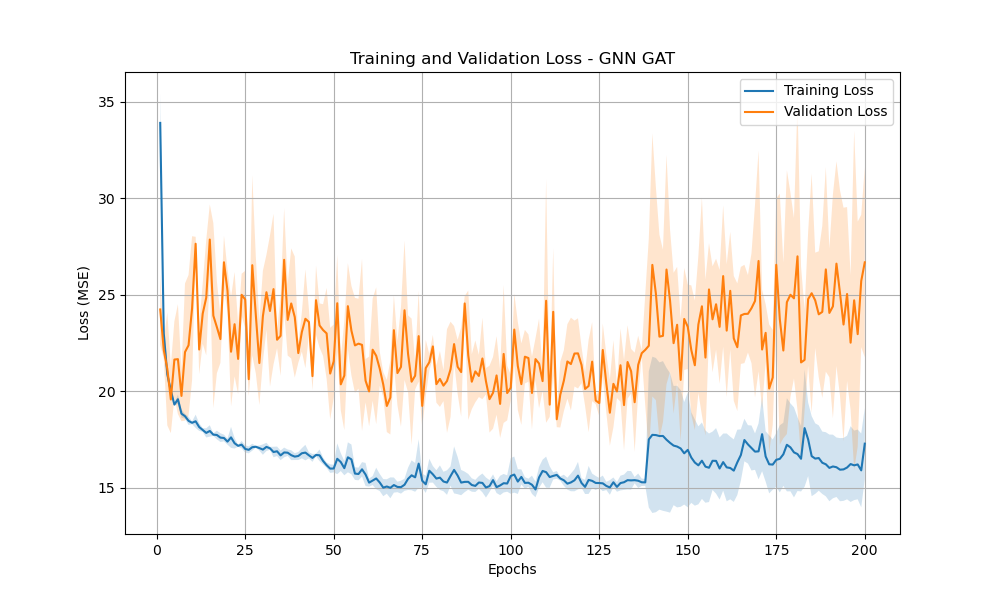 Training and Validation Loss - GNN GAT
Training Loss
Validation Loss
35
30
25
20
15
Loss (MSE)
0 25 50 75 100 125 150 175 200
Epochs